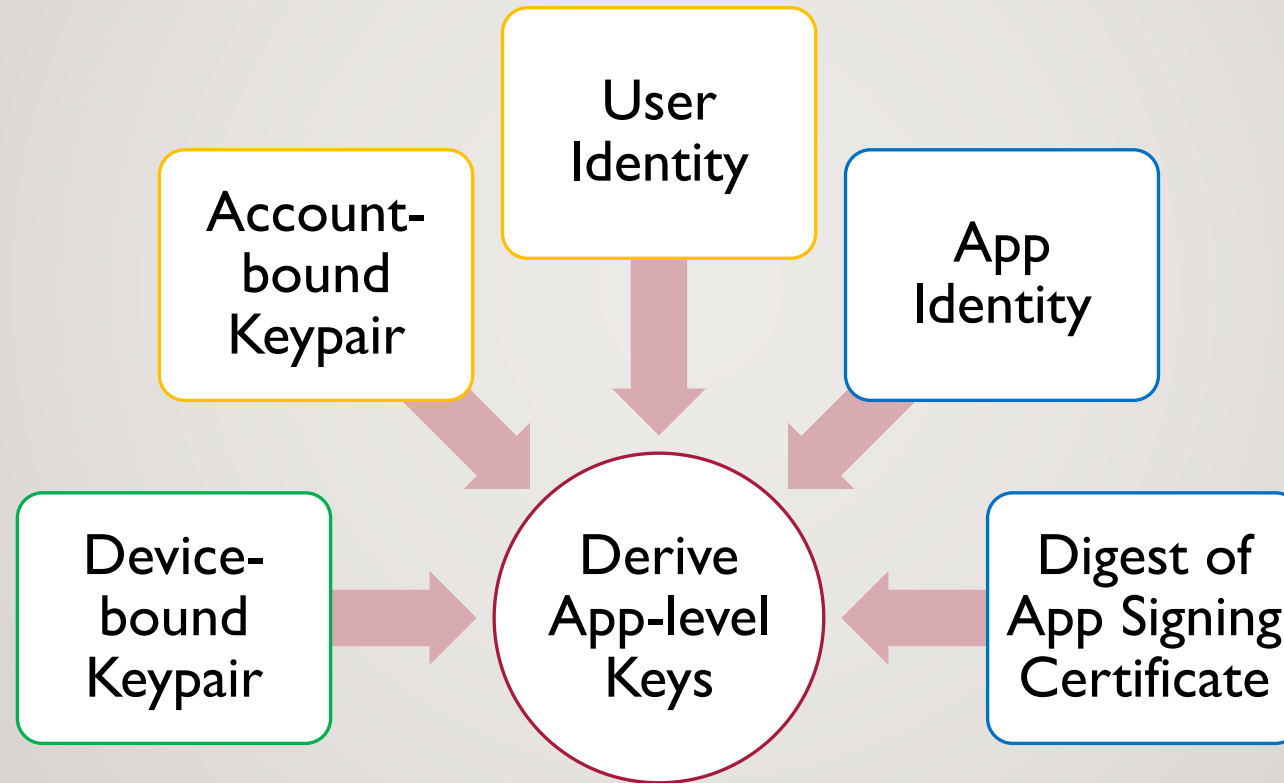 User
Identity
Account-
bound
Keypair
App
Identity
Device-
bound
Keypair
Derive
App-level
Keys
Digest of
App Signing
Certificate